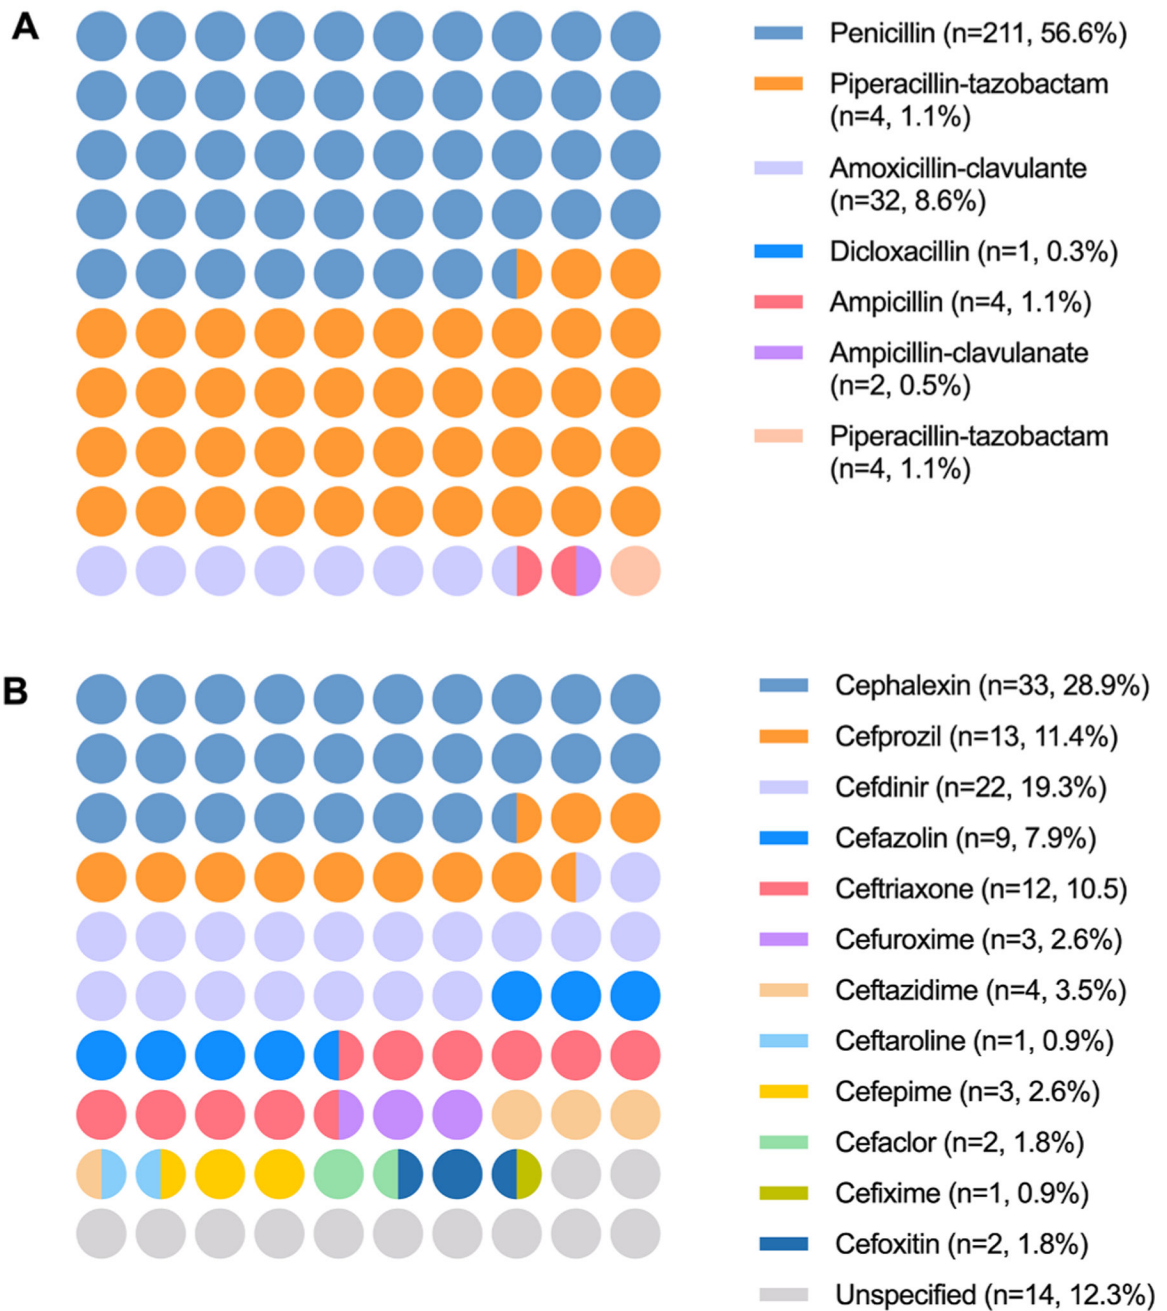 A
Penicillin (n=211, 56.6%)
Piperacillin-tazobactam
(n=4, 1.1%)
Amoxicillin-clavulante
(n=32, 8.6%)
Dicloxacillin (n=1, 0.3%)
Ampicillin (n=4, 1.1%)
Ampicillin-clavulanate
(n=2, 0.5%)
Piperacillin-tazobactam
(n=4, 1.1%)
B
Cephalexin (n=33, 28.9%)
Cefprozil (n=13, 11.4%)
Cefdinir (n=22, 19.3%)
Cefazolin (n=9, 7.9%)
Ceftriaxone (n=12, 10.5)
Cefuroxime (n=3, 2.6%)
Ceftazidime (n=4, 3.5%)
Ceftaroline (n=1, 0.9%)
Cefepime (n=3, 2.6%)
Cefaclor (n=2, 1.8%)
Cefixime (n=1, 0.9%)
Cefoxitin (n=2, 1.8%)
Unspecified (n=14, 12.3%)